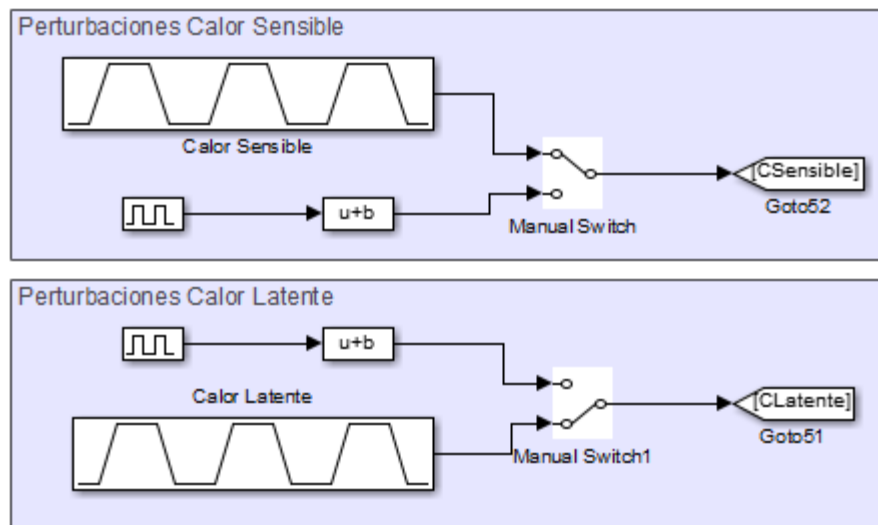 Perturbaciones Calor Sensible
Calor Sensible
[CSensible]
u+b
Manual Switch
Goto52
Perturbaciones Calor Latente
u+b
Calor Latente
[CLatente]
Goto51
Manual Switch1